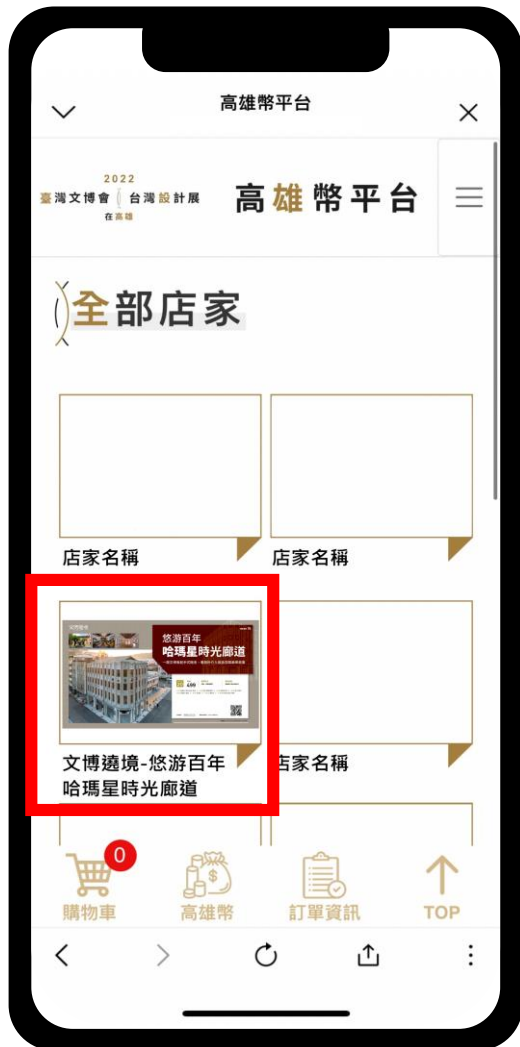 高雄幣平台
2022
臺灣文博會 台灣設計展
在高雄
高雄幣平台
全部店家
店家名稱
店家名稱
悠游百年
哈瑪星時光廊道
文博遶境-悠游百年
哈瑪星時光廊道
店家名稱
0
購物車
高雄幣
訂單資訊
TOP